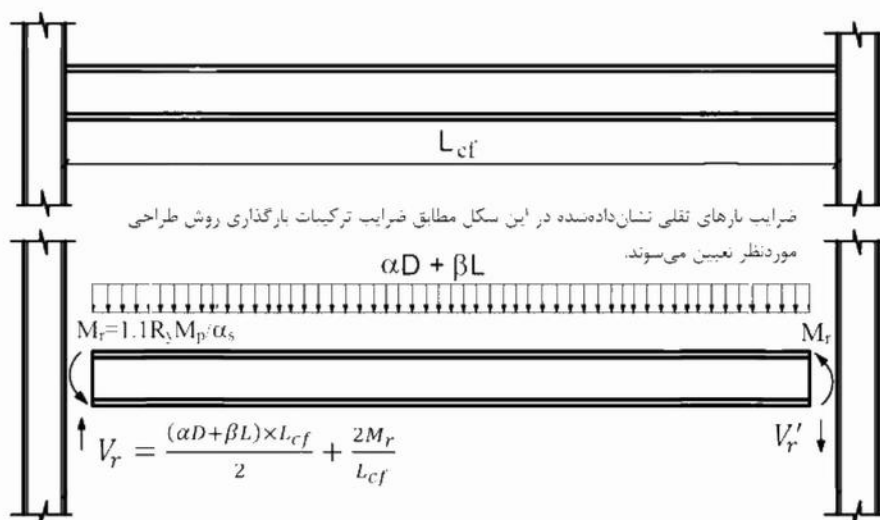 L_cf
ضرایب بارهای ثقلی نشان‌داده‌شده در این شکل مطابق ضرایب ترکیبات بارگذاری روش طراحی
موردنظر تعیین می‌شوند.
αD + βL
M_r=1.1R_yM_p/α_s
M_r
V_r = (αD+βL)×L_cf / 2 + 2M_r / L_cf
V_r′